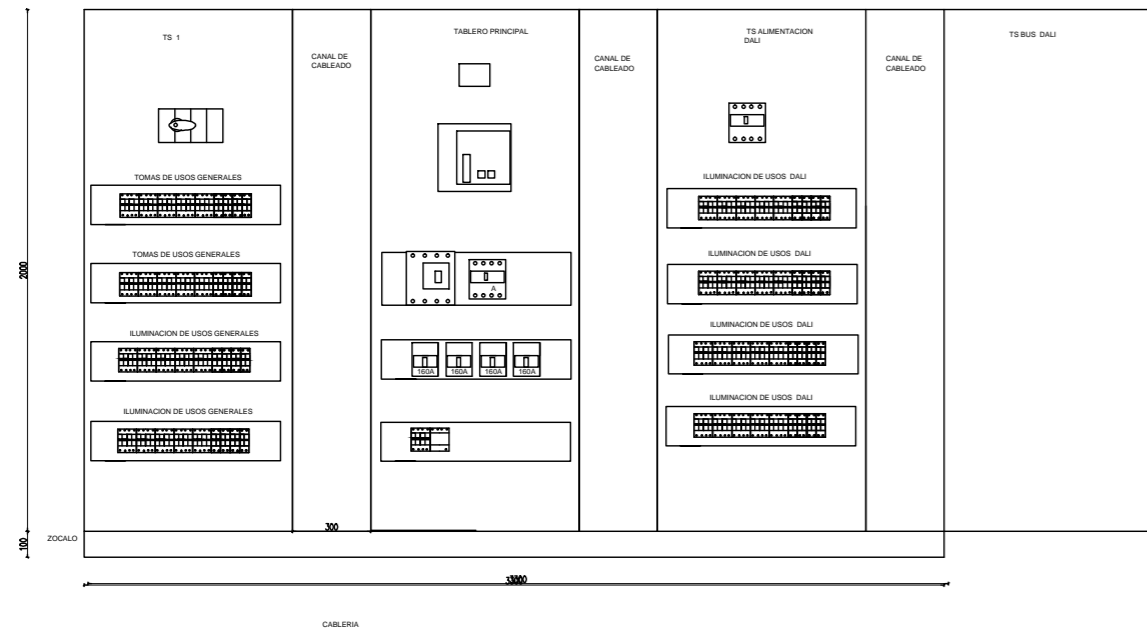 TS 1
CANAL DE
CABLEADO
TABLERO PRINCIPAL
CANAL DE
CABLEADO
TS ALIMENTACION
DALI
CANAL DE
CABLEADO
TS BUS DALI
TOMAS DE USOS GENERALES
TOMAS DE USOS GENERALES
ILUMINACION DE USOS GENERALES
ILUMINACION DE USOS GENERALES
A
160A 160A 160A 160A
ILUMINACION DE USOS DALI
ILUMINACION DE USOS DALI
ILUMINACION DE USOS DALI
ILUMINACION DE USOS DALI
2000
300
100
ZOCALO
CABLERIA